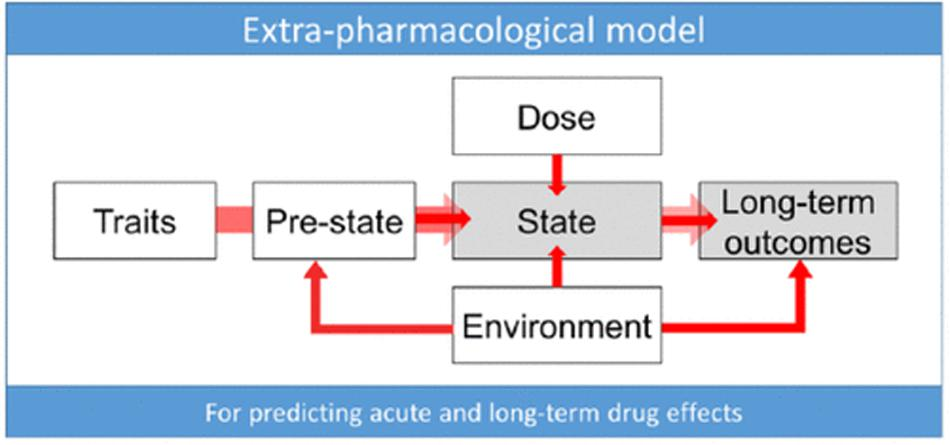 Extra-pharmacological model
Dose
Traits
Pre-state
State
Long-term
outcomes
Environment
For predicting acute and long-term drug effects